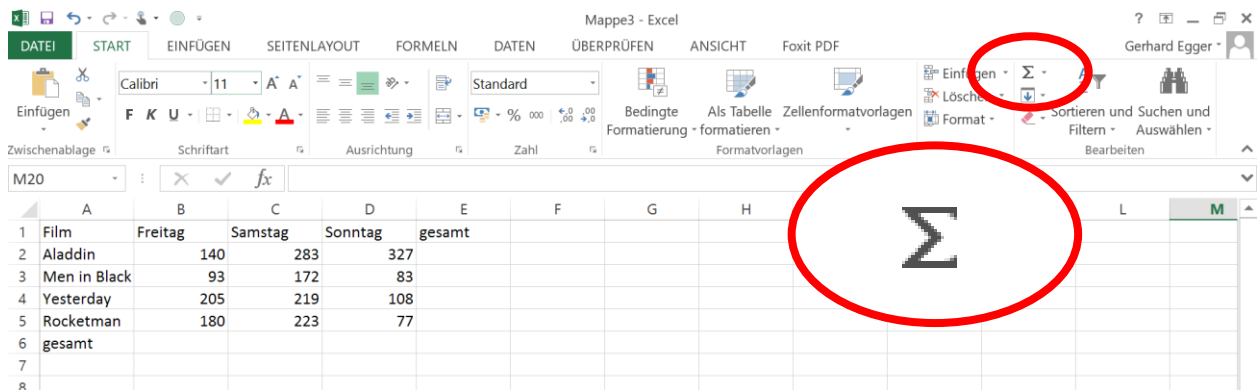 Mappe3 - Excel
DATEI START EINFÜGEN SEITENLAYOUT FORMELN DATEN ÜBERPRÜFEN ANSICHT Foxit PDF Gerhard Egger
Einfügen
Calibri 11 A A
F K U A
Standard
% 000
Bedingte Formatierung
Als Tabelle formatieren
Zellenformatvorlagen
Einfügen
Löschen
Format
Σ
Sortieren und Filtern
Suchen und Auswählen
Zwischenablage Schriftart Ausrichtung Zahl Formatvorlagen Bearbeiten
M20 fx
A B C D E F G H L M
1 Film Freitag Samstag Sonntag gesamt
2 Aladdin 140 283 327
3 Men in Black 93 172 83
4 Yesterday 205 219 108
5 Rocketman 180 223 77
6 gesamt
7
8
Σ